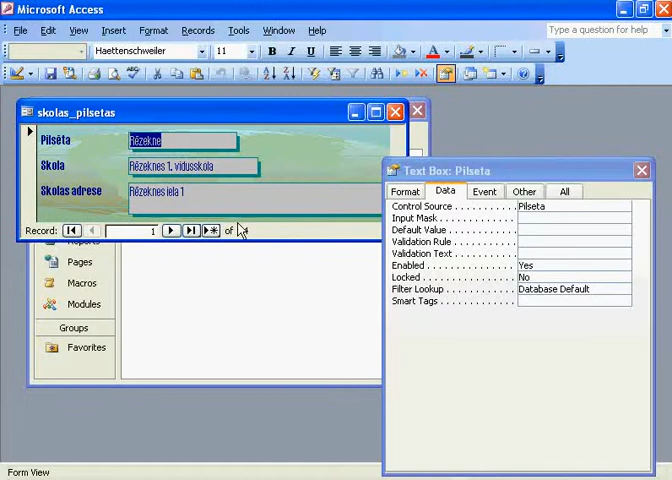 Microsoft Access
File Edit View Insert Format Records Tools Window Help
Type a question for help
Haettenschweiler 11 B I U A
skolas_pilsetas
Pilsēta Rēzekne
Skola Rēzeknes 1. vidusskola
Skolas adrese Rēzeknes iela 1
Record: 1 of
Pages
Macros
Modules
Groups
Favorites
Text Box: Pilseta
Format Data Event Other All
Control Source Pilseta
Input Mask
Default Value
Validation Rule
Validation Text
Enabled Yes
Locked No
Filter Lookup Database Default
Smart Tags
Form View